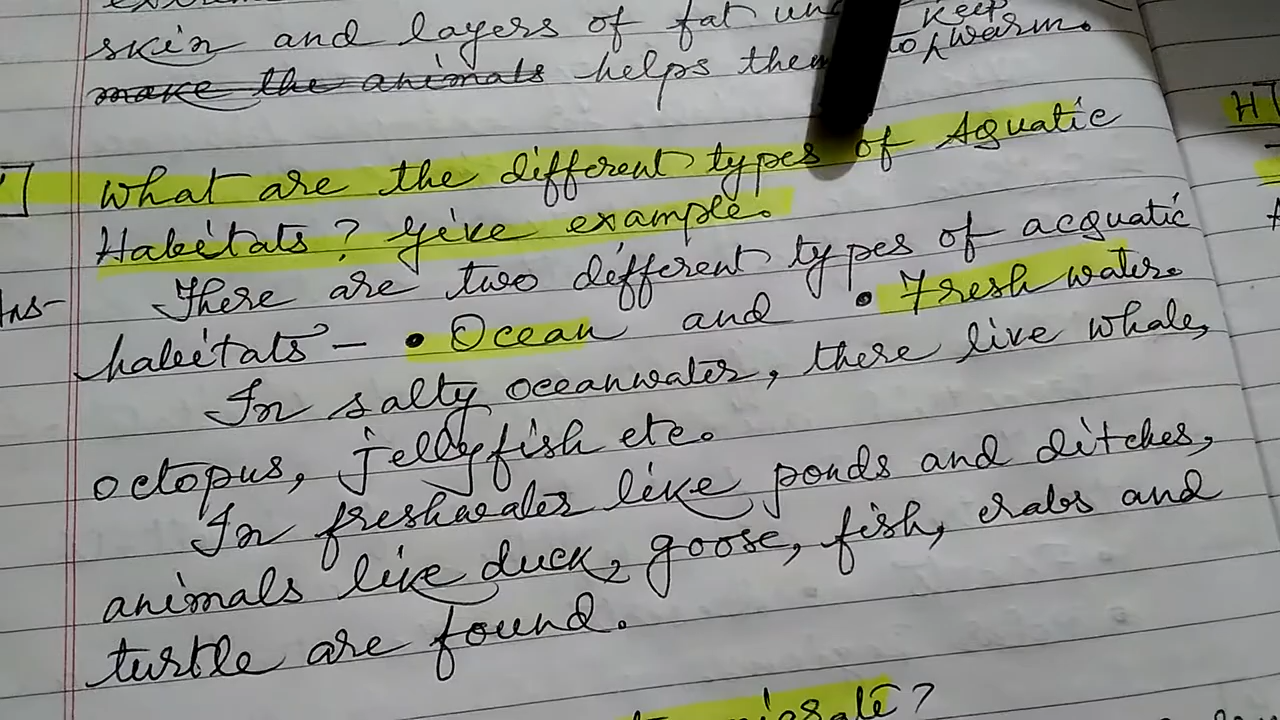 skin and layers of fat keep
make the animals helps them to warm.
What are the different types of Aquatic
Habitats? Give example.
Ans- There are two different types of acquatic
habitats - • Ocean and • Fresh water.
In salty oceanwater, there live whale,
octopus, jellyfish etc.
In freshwater like ponds and ditches,
animals like duck, goose, fish, crabs and
turtle are found.
migrate?